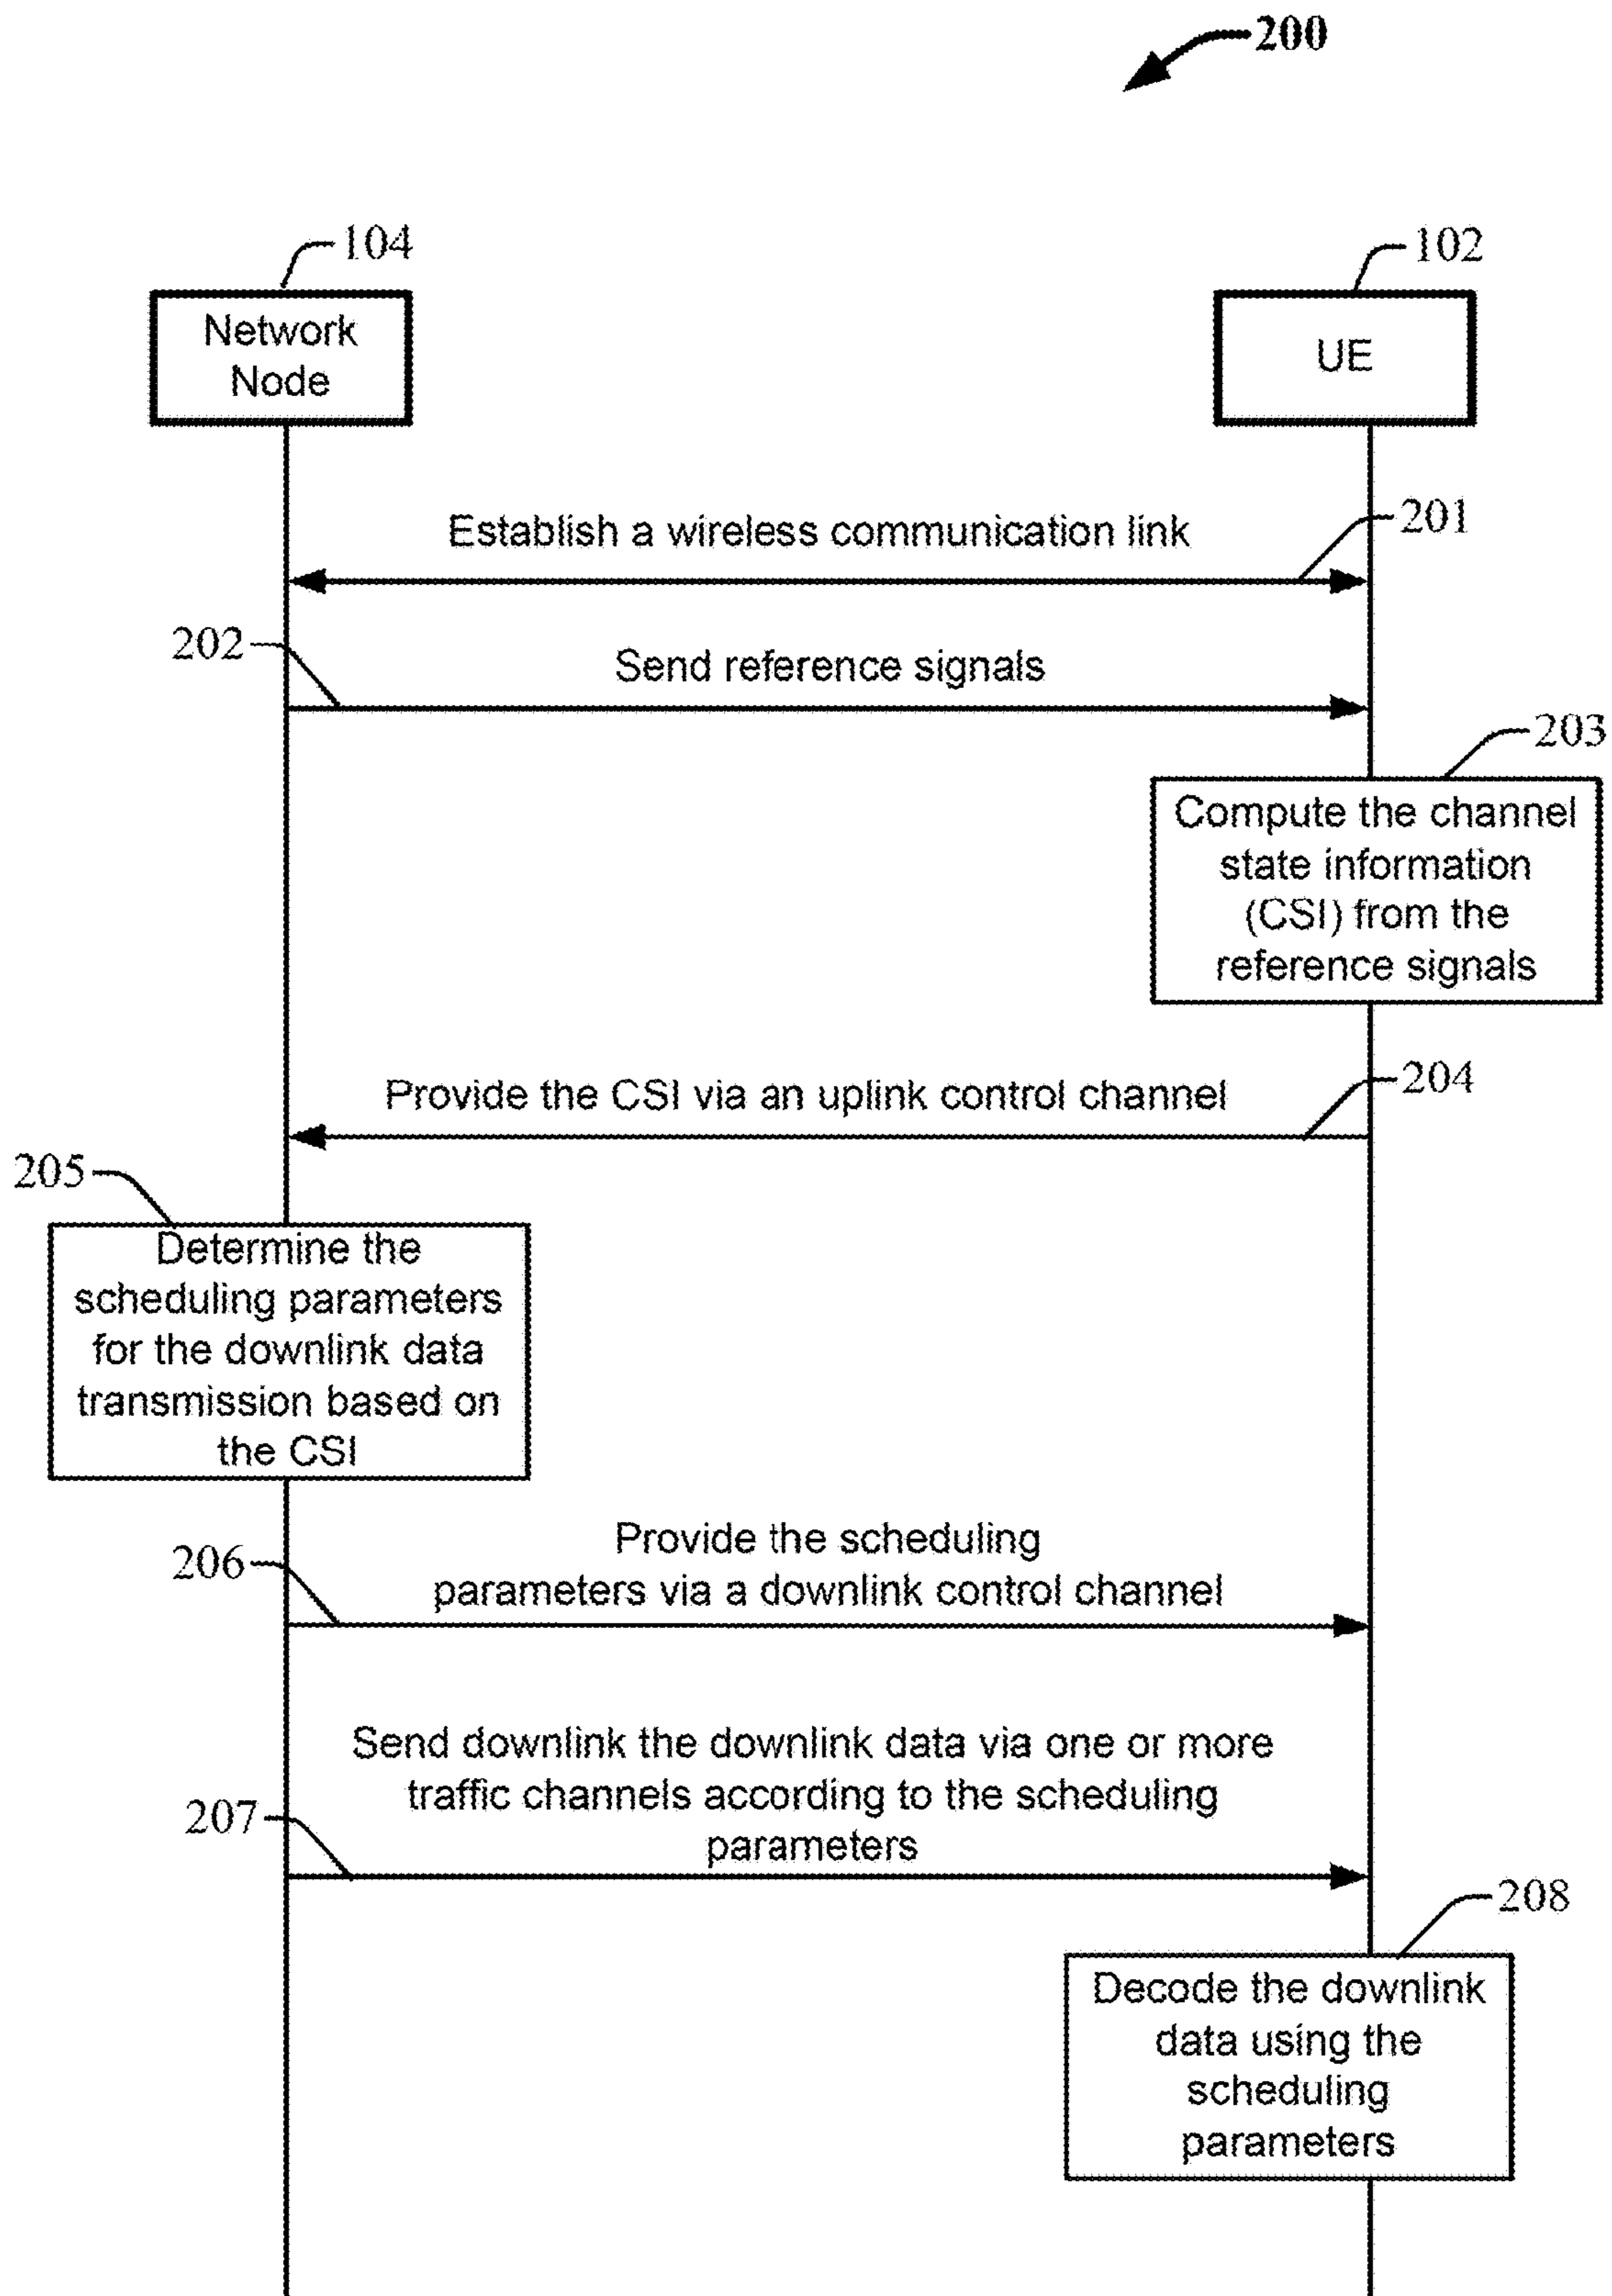 200
104
102
Network
Node
UE
Establish a wireless communication link
201
202
Send reference signals
203
Compute the channel
state information
(CSI) from the
reference signals
Provide the CSI via an uplink control channel
204
205
Determine the
scheduling parameters
for the downlink data
transmission based on
the CSI
206
Provide the scheduling
parameters via a downlink control channel
Send downlink the downlink data via one or more
traffic channels according to the scheduling
parameters
207
208
Decode the downlink
data using the
scheduling
parameters